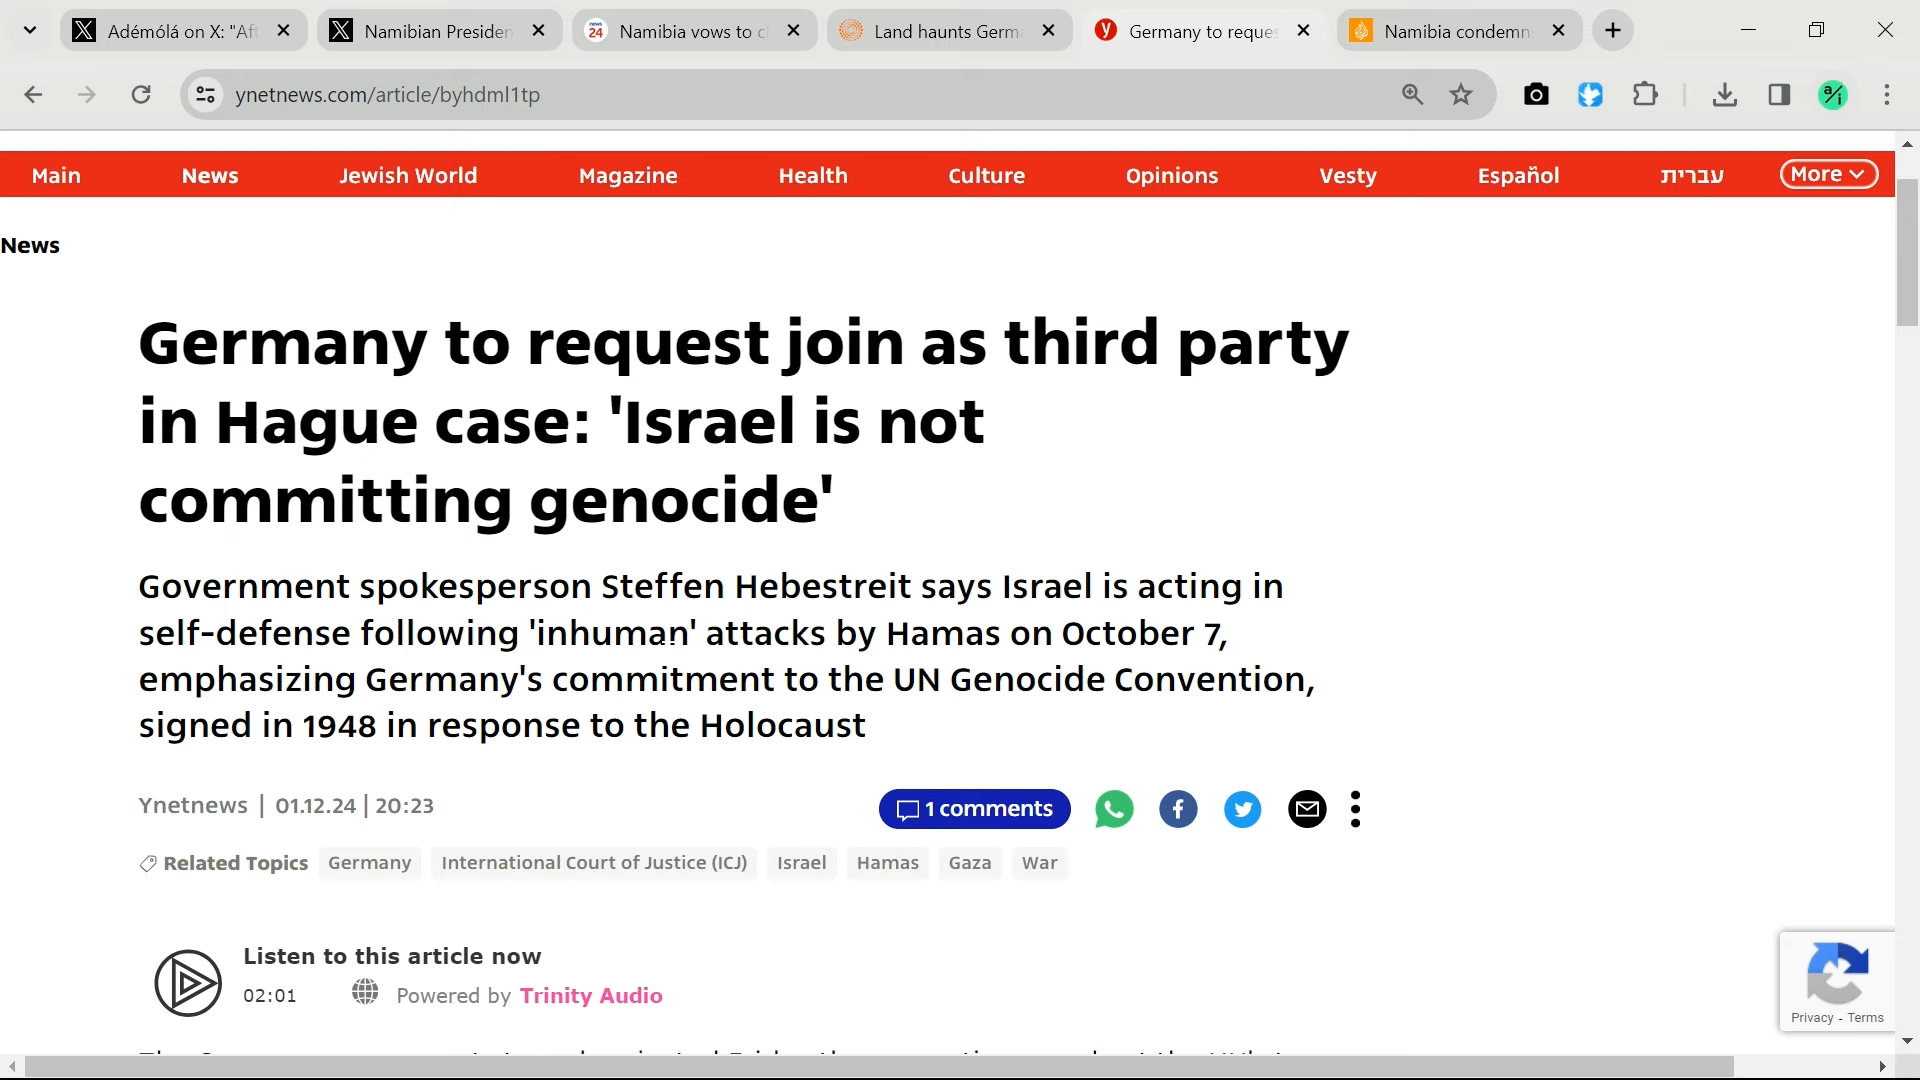 Adémólá on X: "Af
Namibian Presiden
Namibia vows to c
Land haunts Germ
Germany to reques
Namibia condemn
ynetnews.com/article/byhdml1tp
Main News Jewish World Magazine Health Culture Opinions Vesty Español עברית More
News
Germany to request join as third party
in Hague case: 'Israel is not
committing genocide'
Government spokesperson Steffen Hebestreit says Israel is acting in
self-defense following 'inhuman' attacks by Hamas on October 7,
emphasizing Germany's commitment to the UN Genocide Convention,
signed in 1948 in response to the Holocaust
Ynetnews | 01.12.24 | 20:23
1 comments
Related Topics Germany International Court of Justice (ICJ) Israel Hamas Gaza War
Listen to this article now
02:01 Powered by Trinity Audio
Privacy - Terms